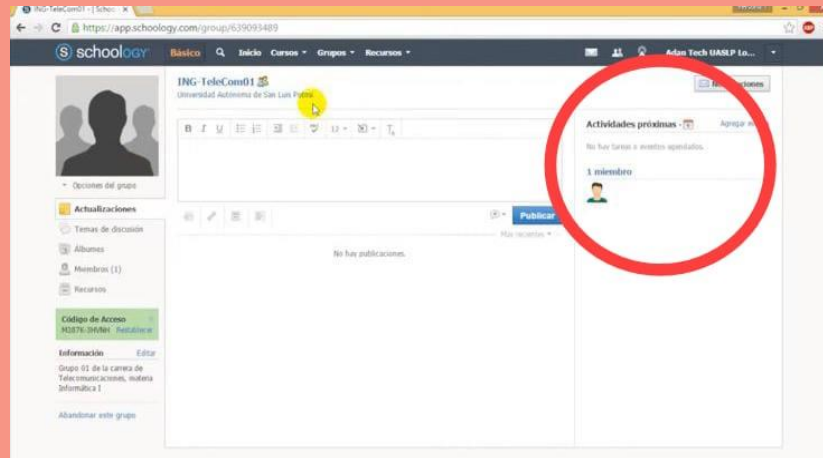 ING-TeleCom01 - | Schoo
https://app.schoology.com/group/639093489
S schoology Básico Inicio Cursos Grupos Recursos Adan Tech UASLP Lo...
ING-TeleCom01
Universidad Autónoma de San Luis Potosí
B I U 12
Opciones del grupo
Actualizaciones
Temas de discusión
Álbumes
Miembros (1)
Recursos
Publicar
Más recientes
No hay publicaciones.
Código de Acceso
Restablecer
Información Editar
Grupo 01 de la carrera de
Telecomunicaciones, materia
Informática I
Abandonar este grupo
Actividades próximas - Agregar
No hay tareas o eventos agendados.
1 miembro